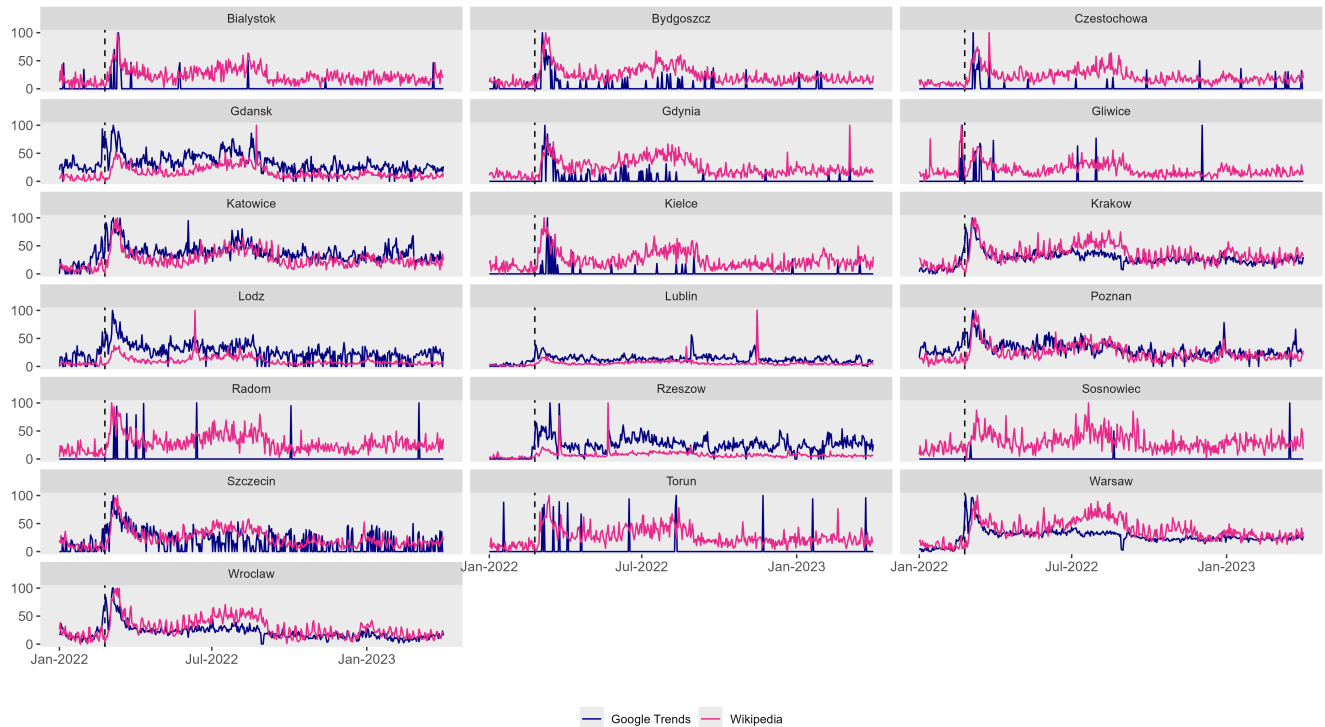 Bialystok Bydgoszcz Czestochowa
100
50
0
Gdansk Gdynia Gliwice
100
50
0
Katowice Kielce Krakow
100
50
0
Lodz Lublin Poznan
100
50
0
Radom Rzeszow Sosnowiec
100
50
0
Szczecin Torun Warsaw
100
50
0
Jan-2022 Jul-2022 Jan-2023 Jan-2022 Jul-2022 Jan-2023
Wroclaw
100
50
0
Jan-2022 Jul-2022 Jan-2023
Google Trends Wikipedia